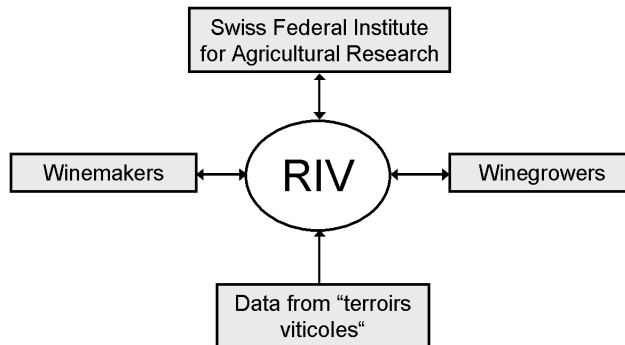 Swiss Federal Institute
for Agricultural Research
Winemakers
RIV
Winegrowers
Data from “terroirs
viticoles“